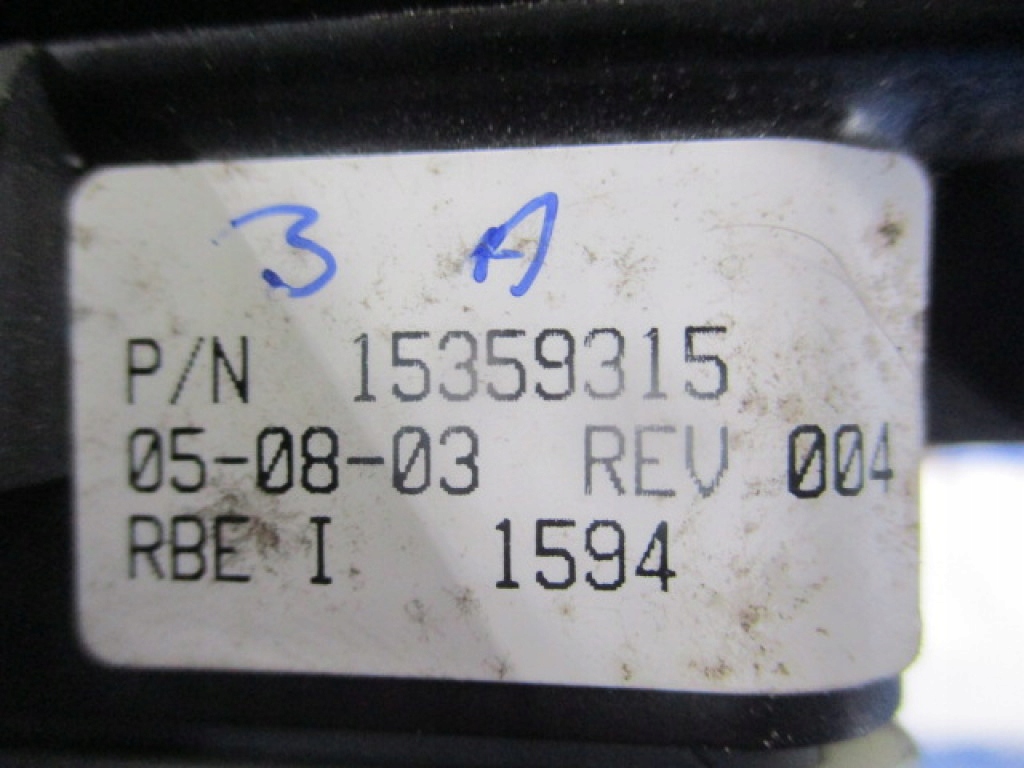 3 A
P/N 15359315
05-08-03 REV 004
RBE I 1594